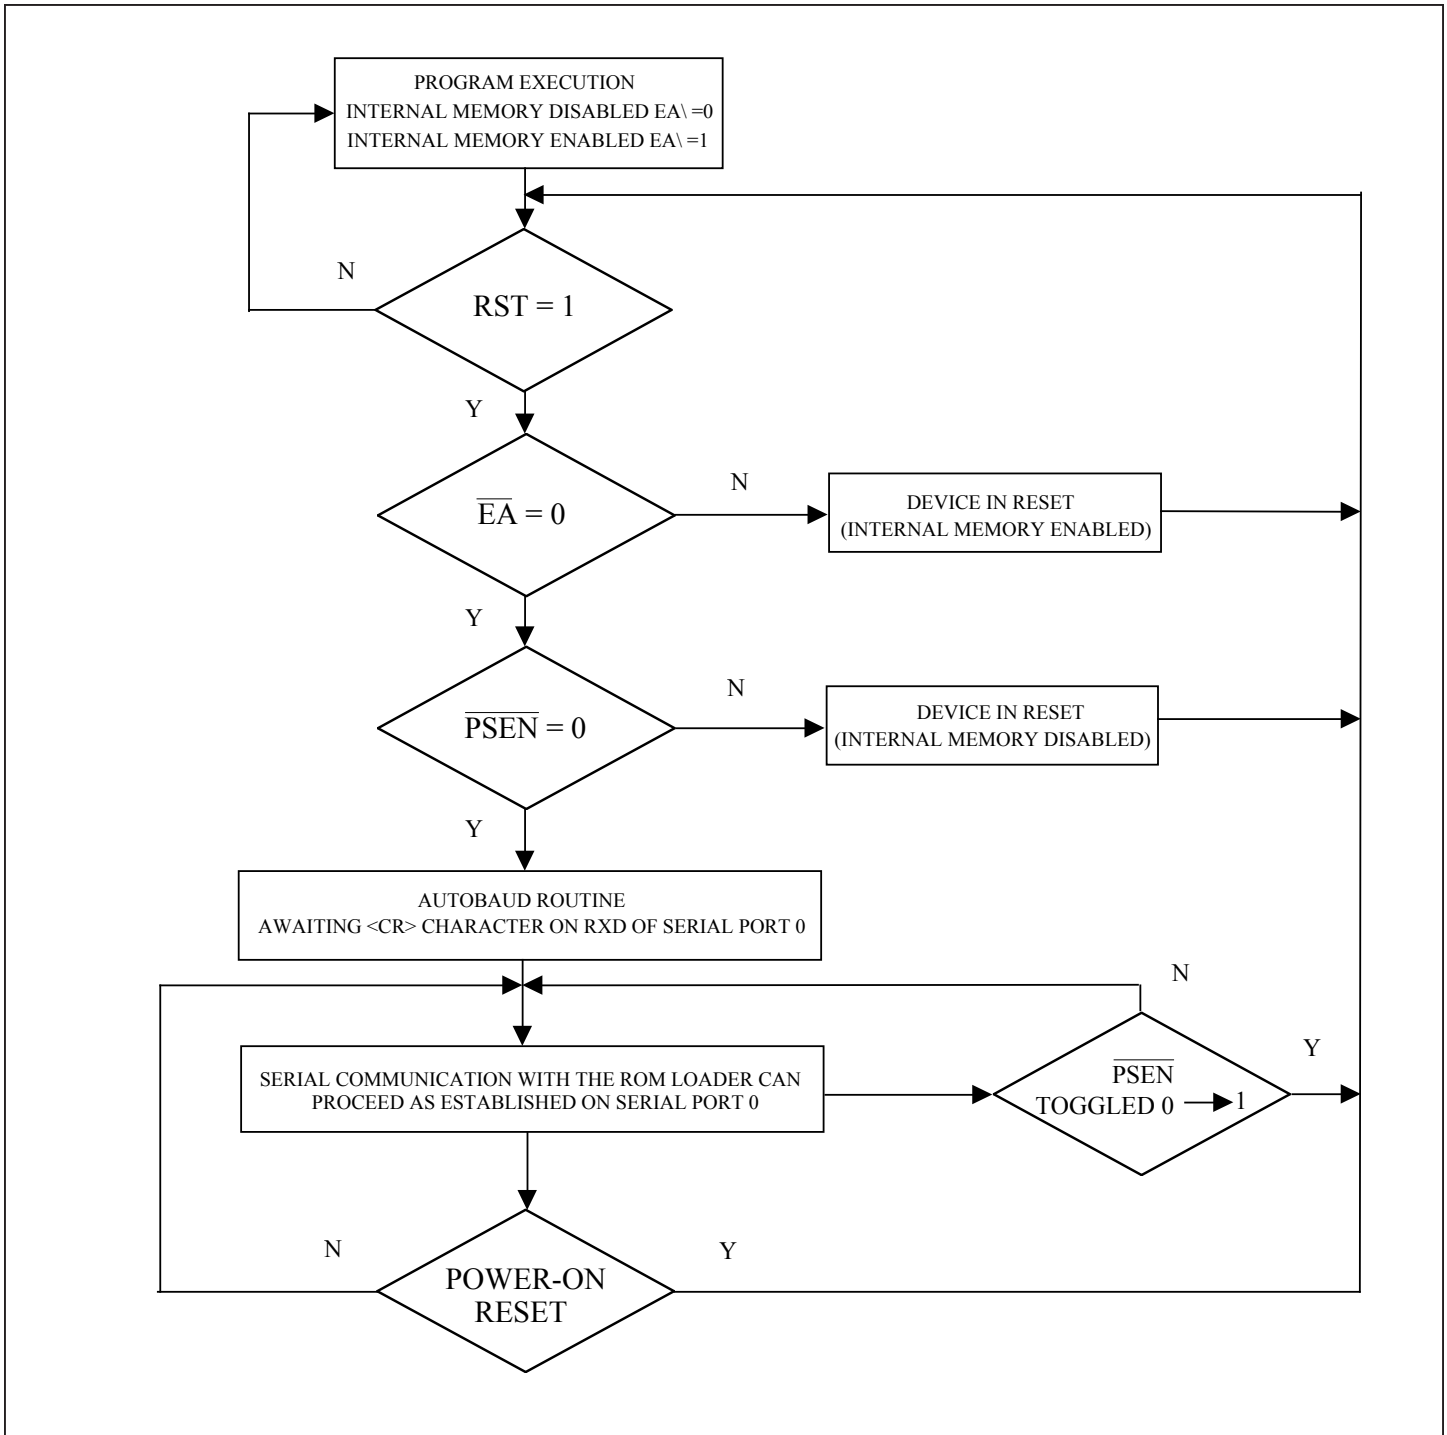 PROGRAM EXECUTION
INTERNAL MEMORY DISABLED EA\ =0
INTERNAL MEMORY ENABLED EA\ =1
N
RST = 1
Y
E̅A̅ = 0
N
DEVICE IN RESET
(INTERNAL MEMORY ENABLED)
Y
P̅S̅E̅N̅ = 0
N
DEVICE IN RESET
(INTERNAL MEMORY DISABLED)
Y
AUTOBAUD ROUTINE
AWAITING <CR> CHARACTER ON RXD OF SERIAL PORT 0
N
SERIAL COMMUNICATION WITH THE ROM LOADER CAN
PROCEED AS ESTABLISHED ON SERIAL PORT 0
P̅S̅E̅N̅
TOGGLED 0 → 1
Y
N
POWER-ON
RESET
Y